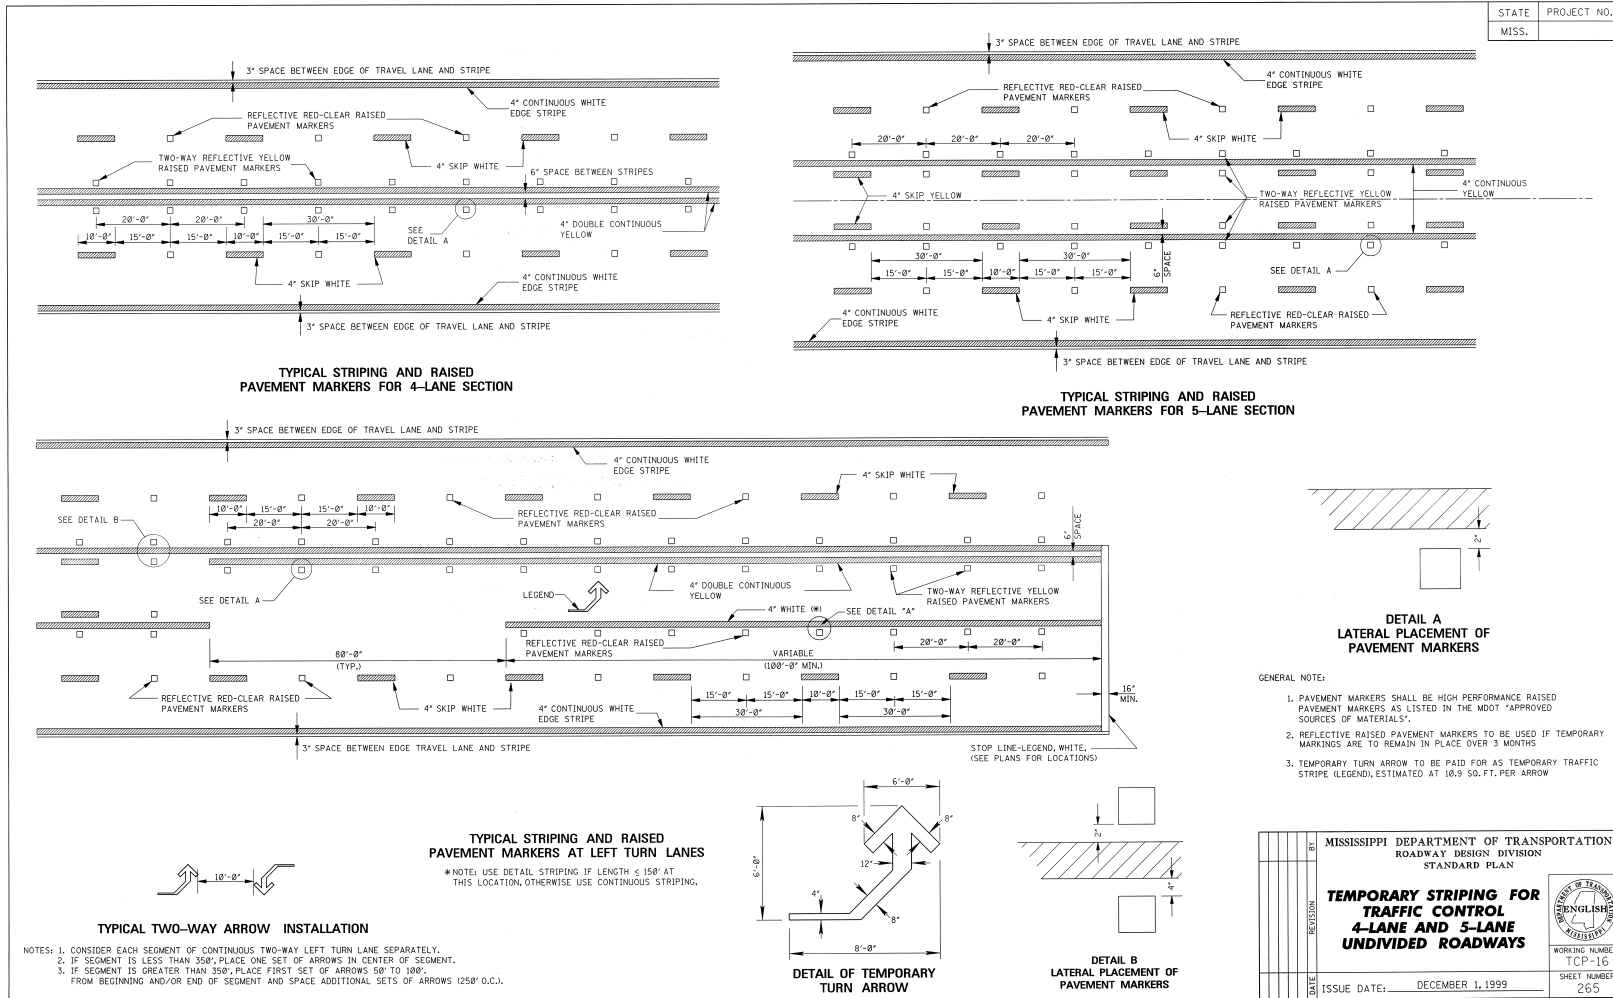 STATE PROJECT NO.
MISS.
3" SPACE BETWEEN EDGE OF TRAVEL LANE AND STRIPE
4" CONTINUOUS WHITE
EDGE STRIPE
REFLECTIVE RED-CLEAR RAISED
PAVEMENT MARKERS
4" SKIP WHITE
TWO-WAY REFLECTIVE YELLOW
RAISED PAVEMENT MARKERS
6" SPACE BETWEEN STRIPES
20'-0" 20'-0" 30'-0"
10'-0" 15'-0" 15'-0" 10'-0" 15'-0" 15'-0"
SEE
DETAIL A
4" DOUBLE CONTINUOUS
YELLOW
4" SKIP WHITE
4" CONTINUOUS WHITE
EDGE STRIPE
3" SPACE BETWEEN EDGE OF TRAVEL LANE AND STRIPE
TYPICAL STRIPING AND RAISED
PAVEMENT MARKERS FOR 4-LANE SECTION
3" SPACE BETWEEN EDGE OF TRAVEL LANE AND STRIPE
4" CONTINUOUS WHITE
EDGE STRIPE
REFLECTIVE RED-CLEAR RAISED
PAVEMENT MARKERS
4" SKIP WHITE
20'-0" 20'-0" 20'-0"
4" SKIP YELLOW
TWO-WAY REFLECTIVE YELLOW
RAISED PAVEMENT MARKERS
4" CONTINUOUS
YELLOW
30'-0" 30'-0"
15'-0" 15'-0" 10'-0" 15'-0" 15'-0"
6"
SPACE
SEE DETAIL A
4" CONTINUOUS WHITE
EDGE STRIPE
4" SKIP WHITE
REFLECTIVE RED-CLEAR RAISED
PAVEMENT MARKERS
3" SPACE BETWEEN EDGE OF TRAVEL LANE AND STRIPE
TYPICAL STRIPING AND RAISED
PAVEMENT MARKERS FOR 5-LANE SECTION
3" SPACE BETWEEN EDGE OF TRAVEL LANE AND STRIPE
4" CONTINUOUS WHITE
EDGE STRIPE
4" SKIP WHITE
10'-0" 15'-0" 15'-0" 10'-0"
20'-0" 20'-0"
REFLECTIVE RED-CLEAR RAISED
PAVEMENT MARKERS
SEE DETAIL B
6"
SPACE
SEE DETAIL A
LEGEND
4" DOUBLE CONTINUOUS
YELLOW
TWO-WAY REFLECTIVE YELLOW
RAISED PAVEMENT MARKERS
4" WHITE (*)
SEE DETAIL "A"
REFLECTIVE RED-CLEAR RAISED
PAVEMENT MARKERS
20'-0" 20'-0"
80'-0"
(TYP.)
VARIABLE
(100'-0" MIN.)
REFLECTIVE RED-CLEAR RAISED
PAVEMENT MARKERS
4" SKIP WHITE
4" CONTINUOUS WHITE
EDGE STRIPE
15'-0" 15'-0" 10'-0" 15'-0" 15'-0"
30'-0" 30'-0"
16"
MIN.
3" SPACE BETWEEN EDGE TRAVEL LANE AND STRIPE
STOP LINE-LEGEND, WHITE,
(SEE PLANS FOR LOCATIONS)
TYPICAL STRIPING AND RAISED
PAVEMENT MARKERS AT LEFT TURN LANES
*NOTE: USE DETAIL STRIPING IF LENGTH ≤ 150' AT
THIS LOCATION, OTHERWISE USE CONTINUOUS STRIPING.
10'-0"
TYPICAL TWO-WAY ARROW INSTALLATION
NOTES: 1. CONSIDER EACH SEGMENT OF CONTINUOUS TWO-WAY LEFT TURN LANE SEPARATELY.
2. IF SEGMENT IS LESS THAN 350', PLACE ONE SET OF ARROWS IN CENTER OF SEGMENT.
3. IF SEGMENT IS GREATER THAN 350', PLACE FIRST SET OF ARROWS 50' TO 100'.
FROM BEGINNING AND/OR END OF SEGMENT AND SPACE ADDITIONAL SETS OF ARROWS (250' O.C.).
6'-0"
8" 8"
6'-0"
12"
4"
8"
8'-0"
DETAIL OF TEMPORARY
TURN ARROW
2"
4"
DETAIL B
LATERAL PLACEMENT OF
PAVEMENT MARKERS
2"
DETAIL A
LATERAL PLACEMENT OF
PAVEMENT MARKERS
GENERAL NOTE:
1. PAVEMENT MARKERS SHALL BE HIGH PERFORMANCE RAISED
PAVEMENT MARKERS AS LISTED IN THE MDOT "APPROVED
SOURCES OF MATERIALS".
2. REFLECTIVE RAISED PAVEMENT MARKERS TO BE USED IF TEMPORARY
MARKINGS ARE TO REMAIN IN PLACE OVER 3 MONTHS
3. TEMPORARY TURN ARROW TO BE PAID FOR AS TEMPORARY TRAFFIC
STRIPE (LEGEND), ESTIMATED AT 10.9 SQ. FT. PER ARROW
BY
REVISION
DATE
MISSISSIPPI DEPARTMENT OF TRANSPORTATION
ROADWAY DESIGN DIVISION
STANDARD PLAN
TEMPORARY STRIPING FOR
TRAFFIC CONTROL
4-LANE AND 5-LANE
UNDIVIDED ROADWAYS
DEPARTMENT OF TRANSPORTATION
ENGLISH
MISSISSIPPI
WORKING NUMBER
TCP-16
ISSUE DATE: DECEMBER 1, 1999
SHEET NUMBER
265